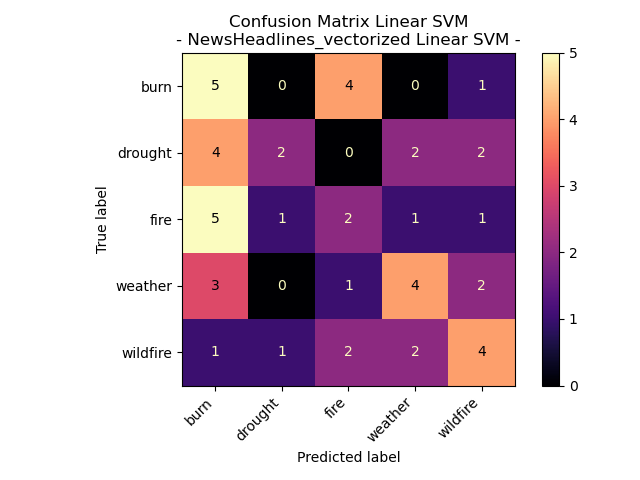 Confusion Matrix Linear SVM
- NewsHeadlines_vectorized Linear SVM -
burn 5 0 4 0 1
drought 4 2 0 2 2
fire 5 1 2 1 1
weather 3 0 1 4 2
wildfire 1 1 2 2 4
burn drought fire weather wildfire
True label
Predicted label
5
4
3
2
1
0